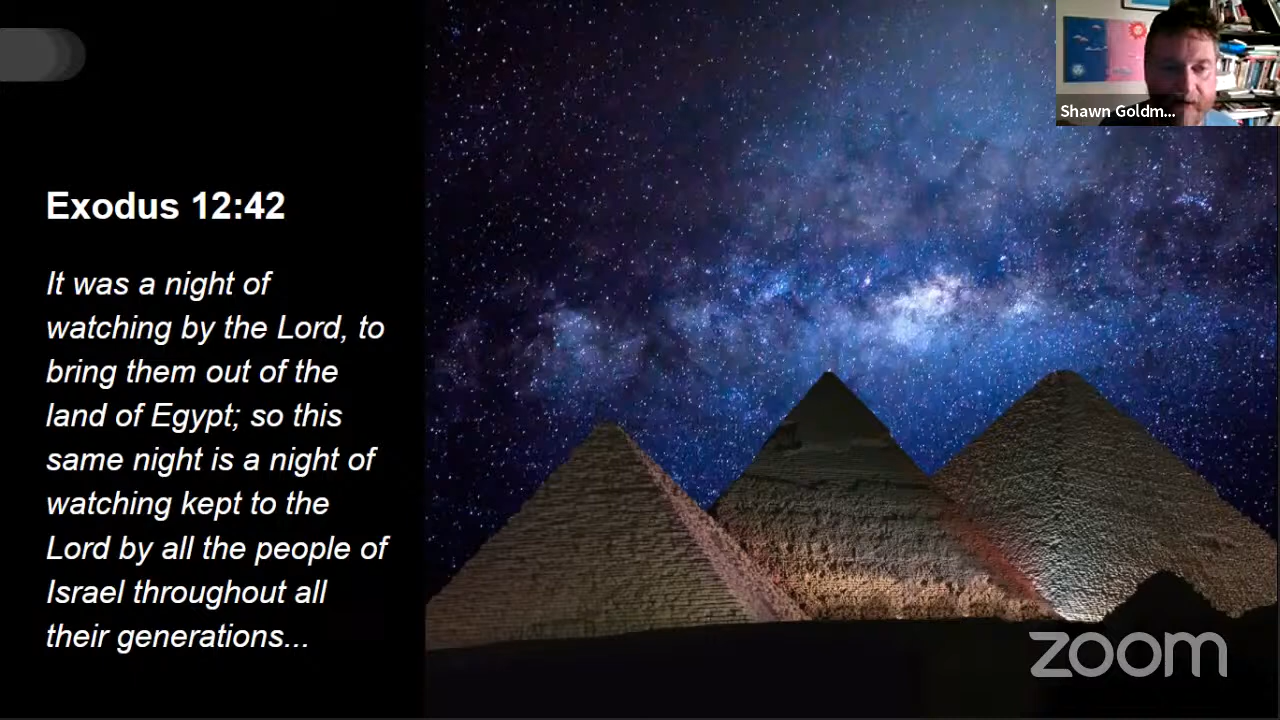 Shawn Goldm...
Exodus 12:42
It was a night of
watching by the Lord, to
bring them out of the
land of Egypt; so this
same night is a night of
watching kept to the
Lord by all the people of
Israel throughout all
their generations...
zoom